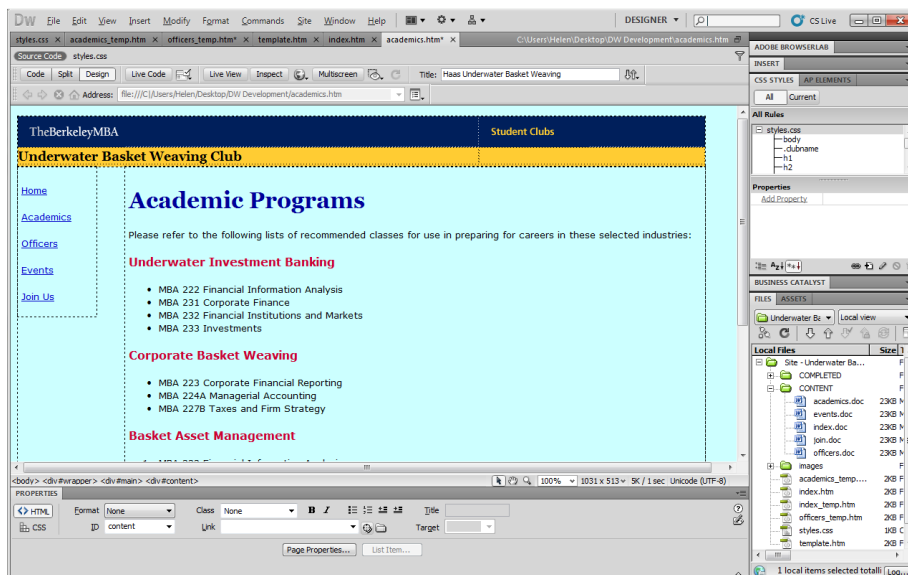 DW File Edit View Insert Modify Format Commands Site Window Help DESIGNER CS Live
styles.css × academics_temp.htm × officers_temp.htm* × template.htm × index.htm × academics.htm* × C:\Users\Helen\Desktop\DW Development\academics.htm
Source Code styles.css
Code Split Design Live Code Live View Inspect Multiscreen Title: Haas Underwater Basket Weaving
Address: file:///C|/Users/Helen/Desktop/DW Development/academics.htm
TheBerkeleyMBA Student Clubs
Underwater Basket Weaving Club
Home
Academics
Officers
Events
Join Us
Academic Programs
Please refer to the following lists of recommended classes for use in preparing for careers in these selected industries:
Underwater Investment Banking
• MBA 222 Financial Information Analysis
• MBA 231 Corporate Finance
• MBA 232 Financial Institutions and Markets
• MBA 233 Investments
Corporate Basket Weaving
• MBA 223 Corporate Financial Reporting
• MBA 224A Managerial Accounting
• MBA 227B Taxes and Firm Strategy
Basket Asset Management
<body> <div#wrapper> <div#main> <div#content> 100% 1031 x 513 5K / 1 sec Unicode (UTF-8)
PROPERTIES
<> HTML Format None Class None B I Title
CSS ID content Link Target
Page Properties... List Item...
ADOBE BROWSERLAB
INSERT
CSS STYLES AP ELEMENTS
All Current
All Rules
styles.css
body
.clubname
h1
h2
Properties
Add Property
BUSINESS CATALYST
FILES ASSETS
Underwater Ba Local view
Local Files Size T
Site - Underwater Ba... F
COMPLETED F
CONTENT F
academics.doc 23KB M
events.doc 23KB M
index.doc 23KB M
join.doc 23KB M
officers.doc 23KB M
images F
academics_temp.... 2KB F
index.htm 2KB F
index_temp.htm 2KB F
officers_temp.htm 2KB F
styles.css 1KB C
template.htm 2KB F
1 local items selected totalli Log...